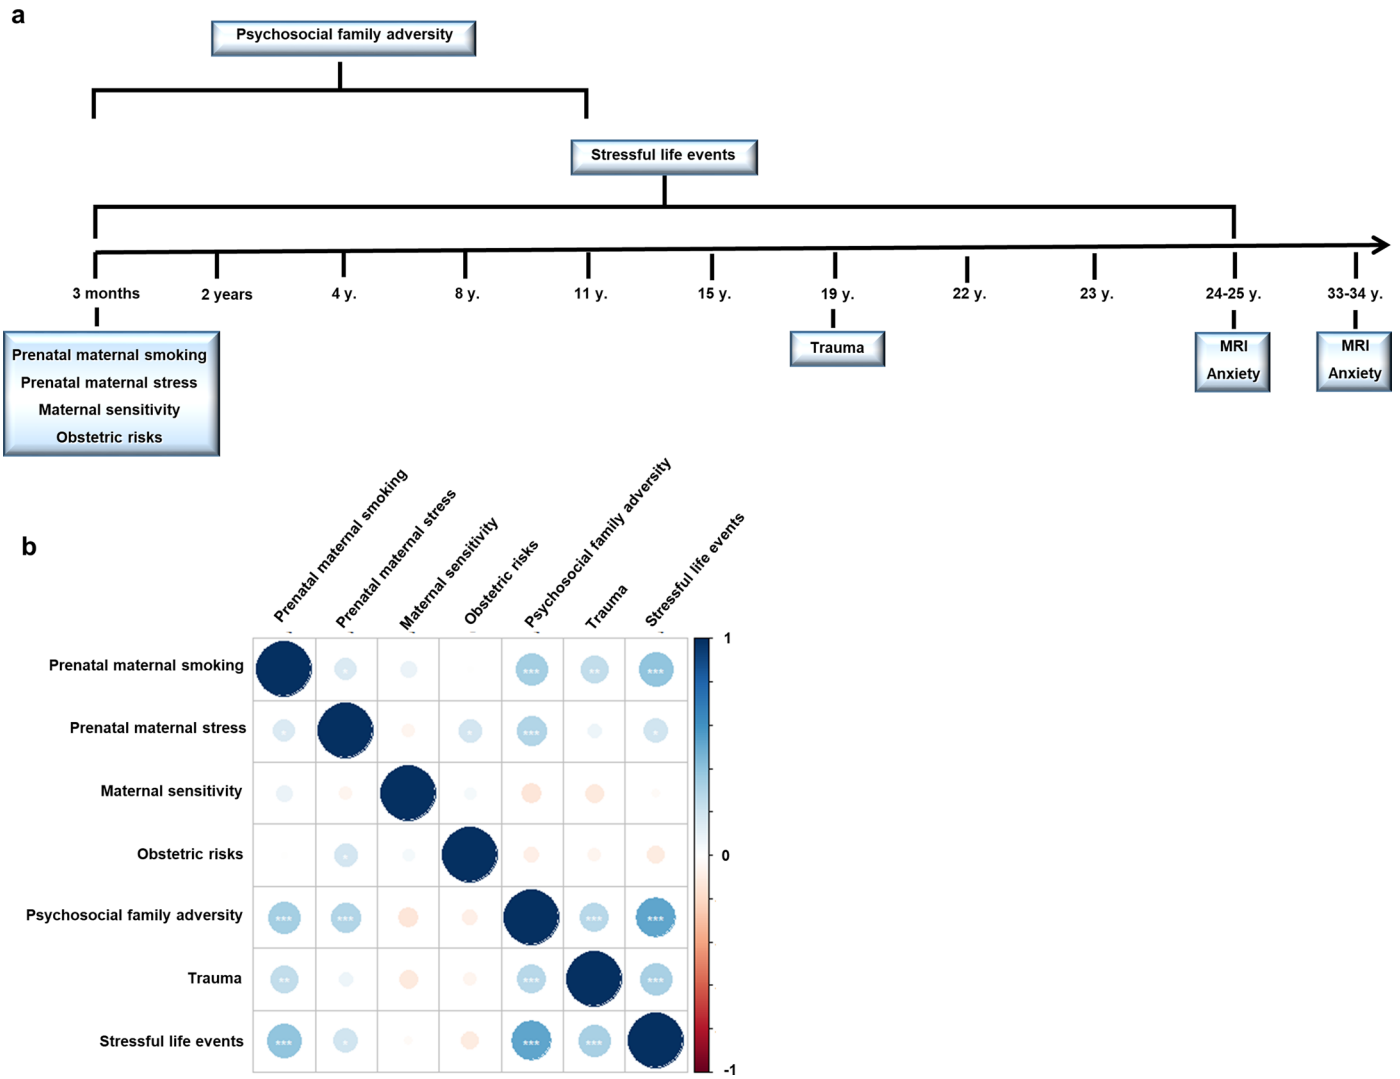 a
Psychosocial family adversity
Stressful life events
3 months
2 years
4 y.
8 y.
11 y.
15 y.
19 y.
22 y.
23 y.
24-25 y.
33-34 y.
Prenatal maternal smoking
Prenatal maternal stress
Maternal sensitivity
Obstetric risks
Trauma
MRI
Anxiety
MRI
Anxiety
b
Prenatal maternal smoking
Prenatal maternal stress
Maternal sensitivity
Obstetric risks
Psychosocial family adversity
Trauma
Stressful life events
Prenatal maternal smoking
* *** ** ***
Prenatal maternal stress
* * *** *
Maternal sensitivity
Obstetric risks
*
Psychosocial family adversity
*** *** *** ***
Trauma
** *** ***
Stressful life events
*** * *** ***
1
0
-1